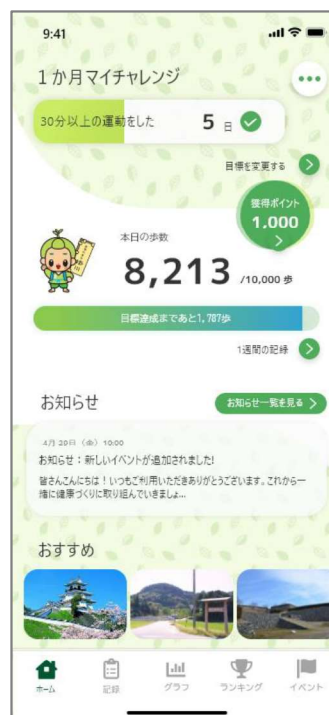 9:41
1か月マイチャレンジ
30分以上の運動をした 5 日
目標を変更する
獲得ポイント
1,000
本日の歩数
8,213 /10,000 歩
目標達成まであと1,787歩
1週間の記録
お知らせ
お知らせ一覧を見る
4月20日（金）10:00
お知らせ：新しいイベントが追加されました!
皆さんこんにちは！いつもご利用いただきありがとうございます。これから一
緒に健康づくりに取り組んでいきましょ...
おすすめ
ホーム
記録
グラフ
ランキング
イベント